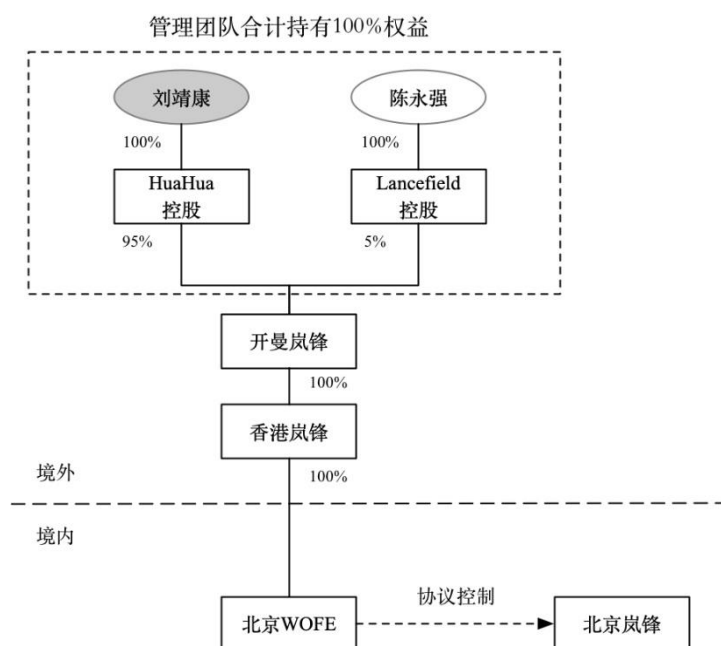 管理团队合计持有100%权益
刘靖康
陈永强
100%
100%
HuaHua
控股
Lancefield
控股
95%
5%
开曼岚锋
100%
香港岚锋
境外
100%
境内
北京WOFE
协议控制
北京岚锋